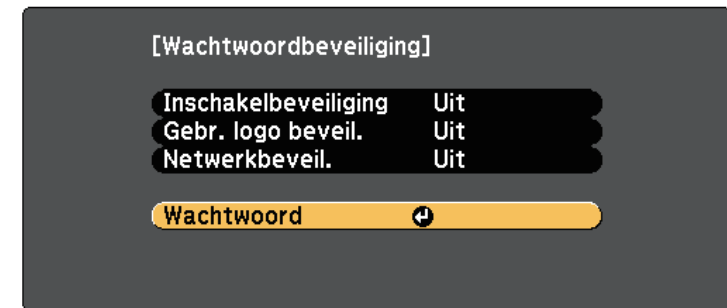 [Wachtwoordbeveiliging]
Inschakelbeveiliging Uit
Gebr. logo beveil. Uit
Netwerkbeveil. Uit
Wachtwoord